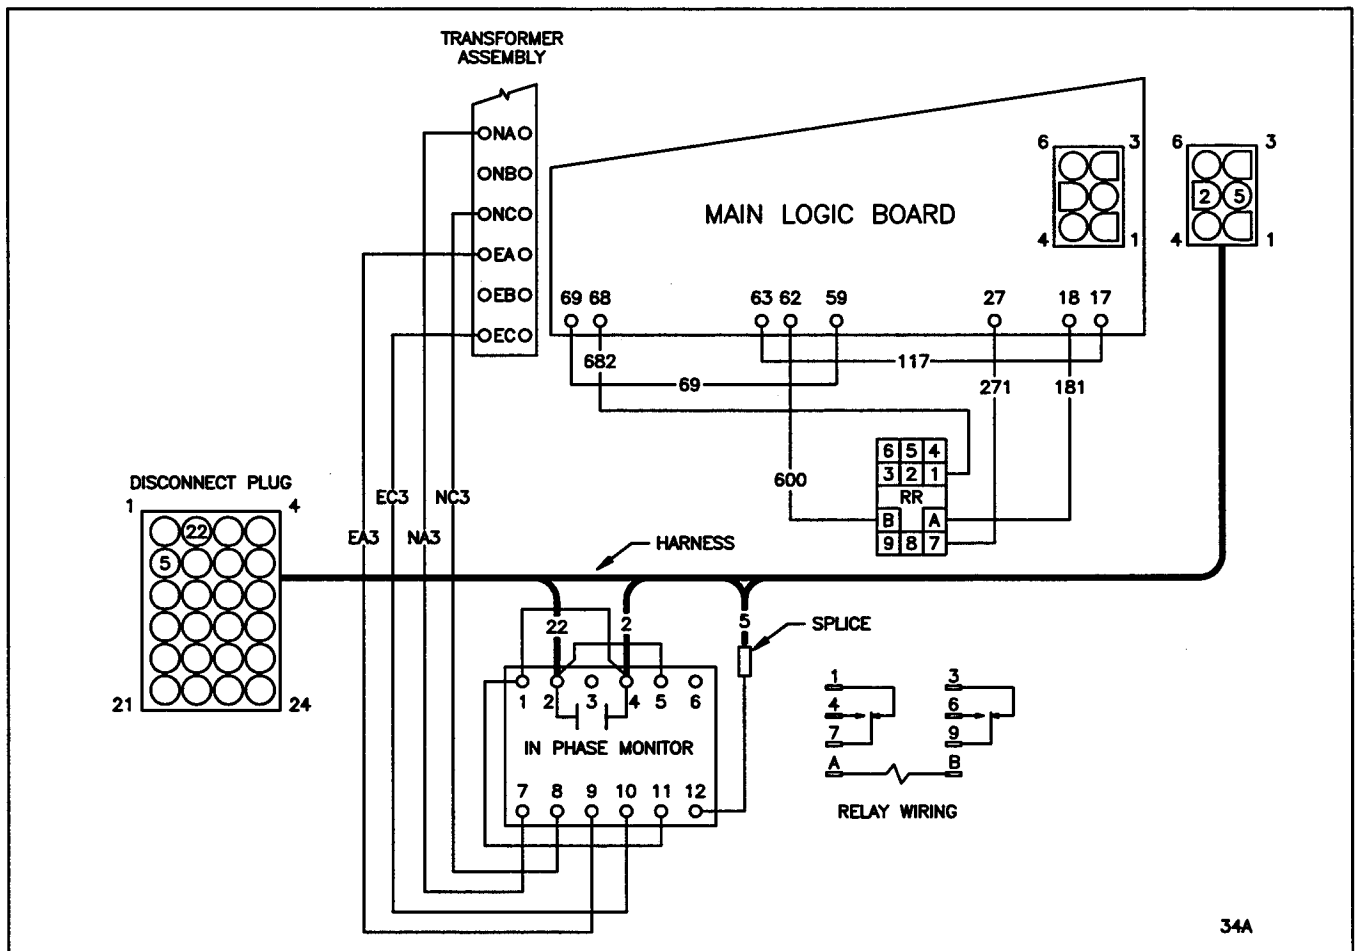 TRANSFORMER
ASSEMBLY
NA
NB
NC
EA
EB
EC
MAIN LOGIC BOARD
6 3
4 1
6 3
2 5
4 1
69 68 63 62 59 27 18 17
682
117
69
271
181
600
6 5 4
3 2 1
RR
B A
9 8 7
DISCONNECT PLUG
1 4
22
5
21 24
EC3 NC3
EA3 NA3
HARNESS
22 2 5
SPLICE
1 2 3 4 5 6
IN PHASE MONITOR
7 8 9 10 11 12
1 3
4 6
7 9
A B
RELAY WIRING
34A